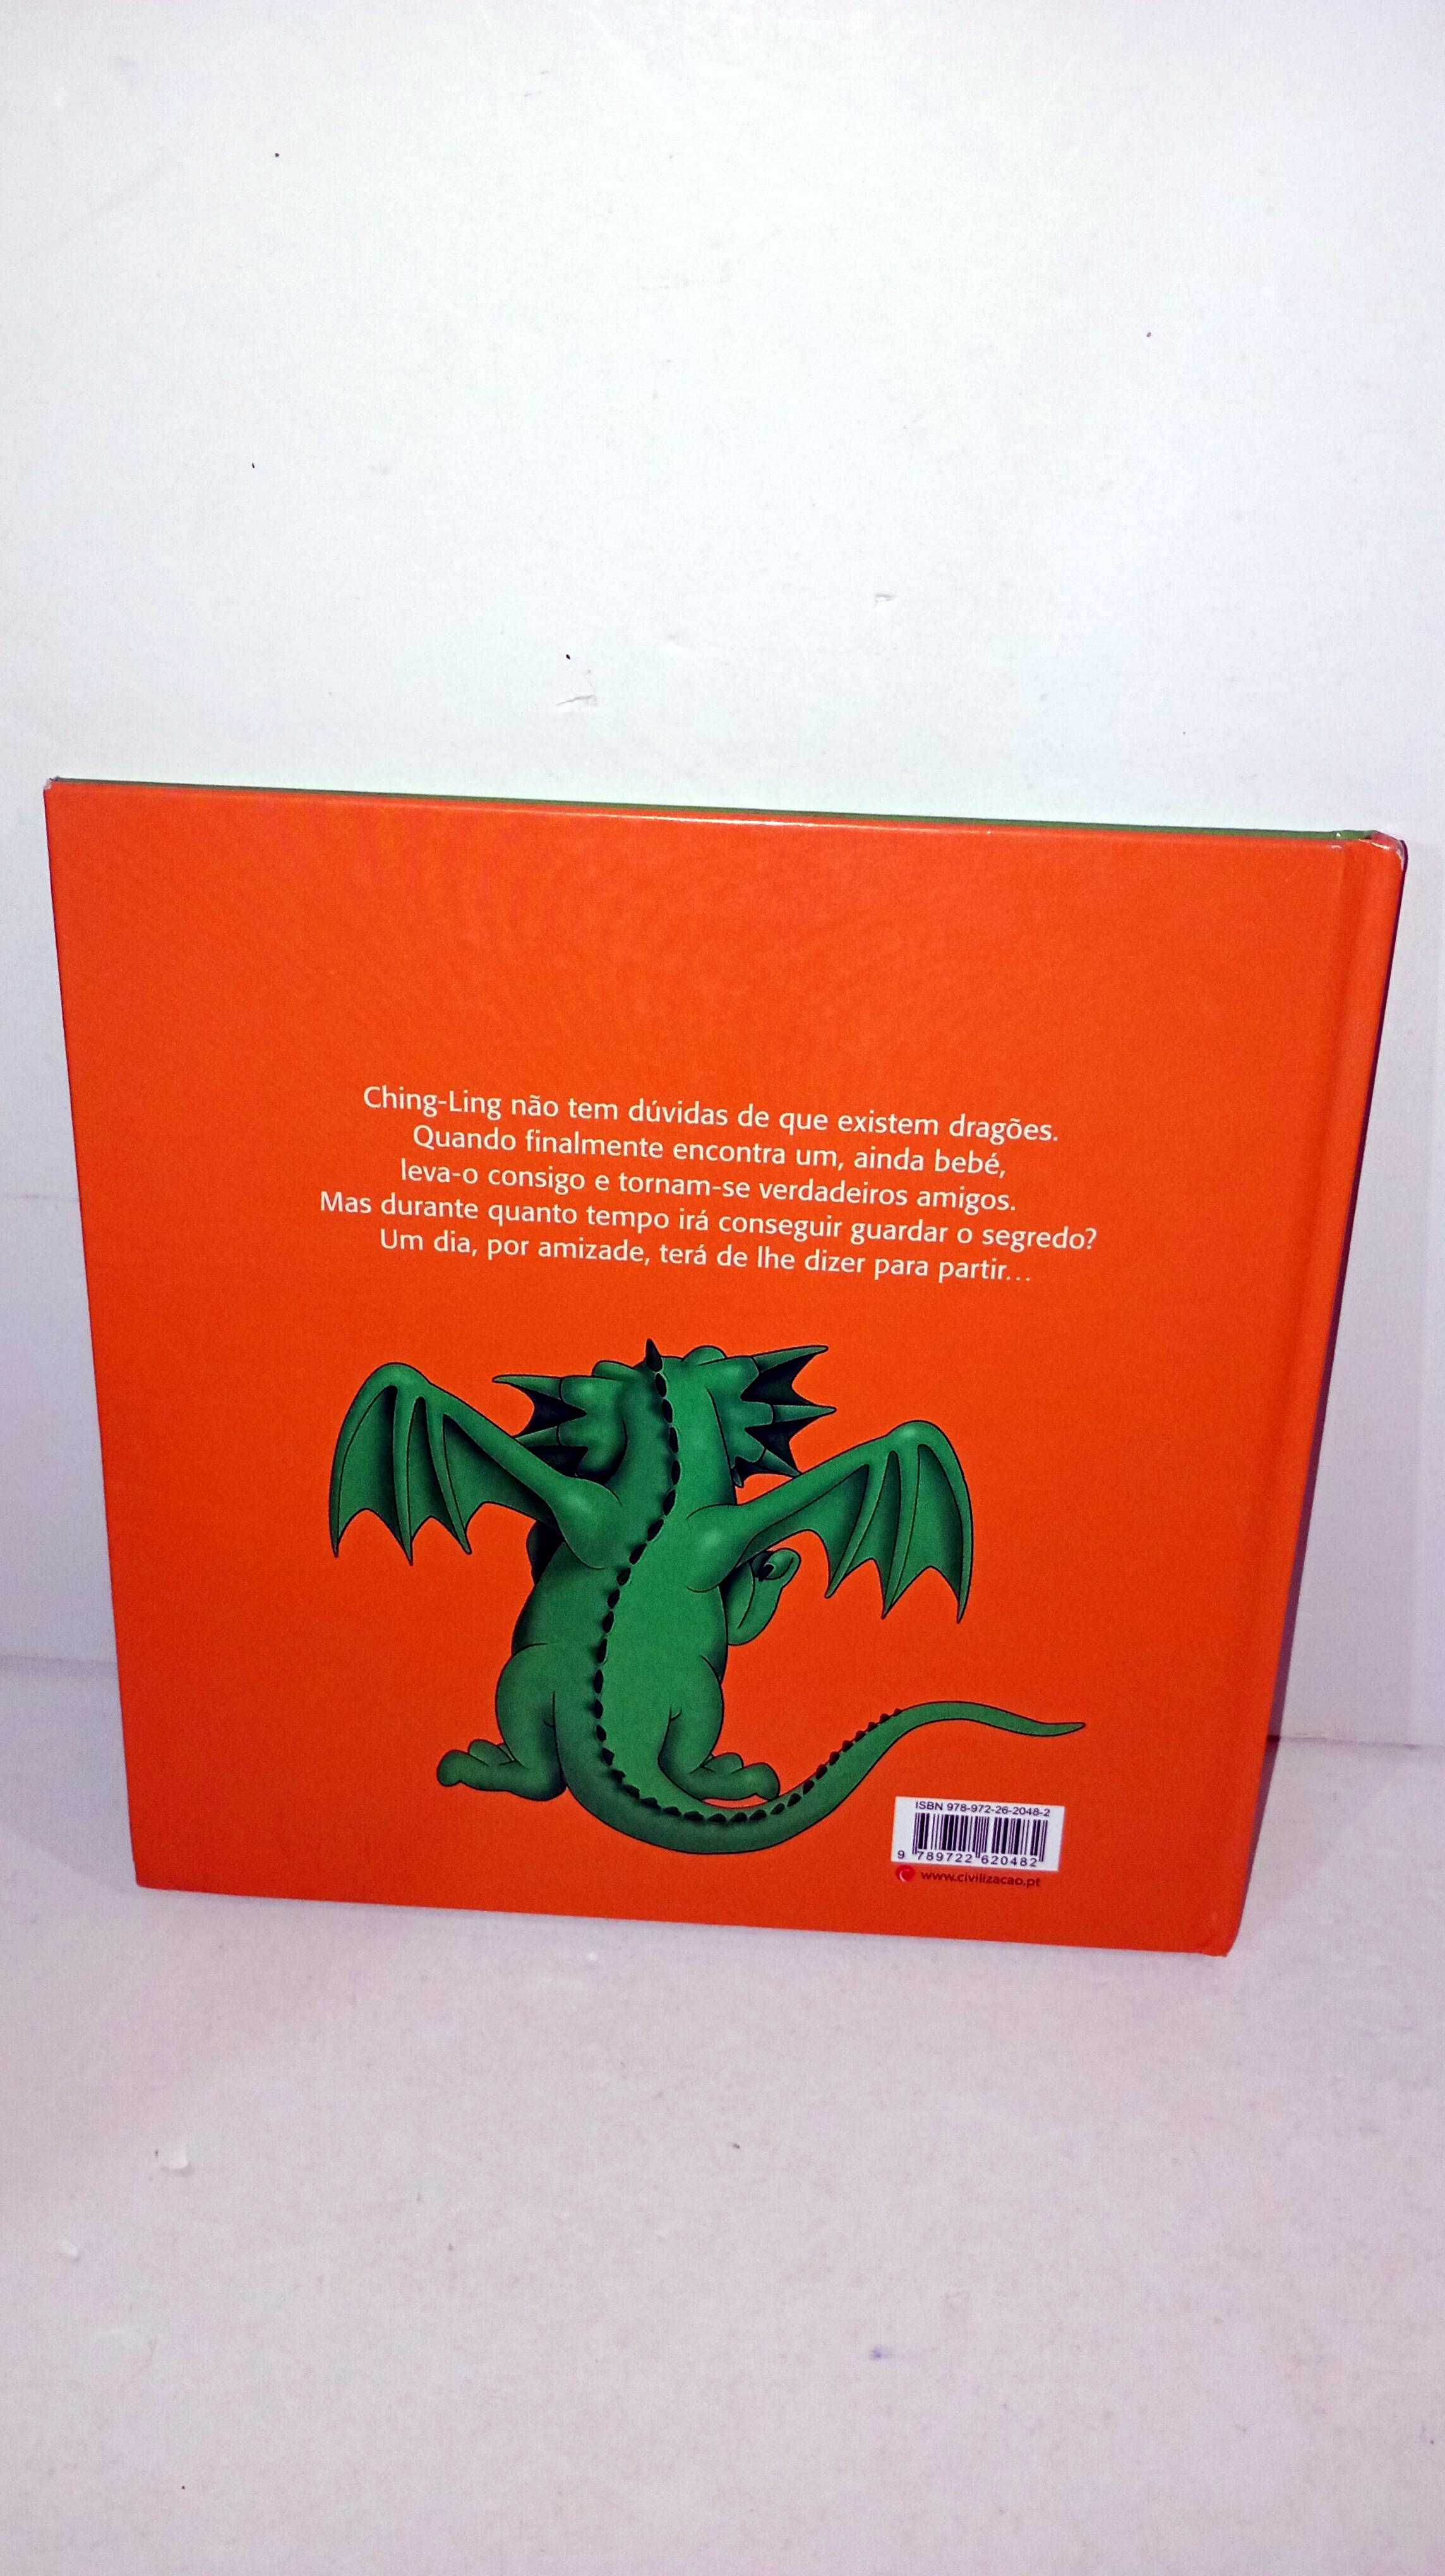 Ching-Ling não tem dúvidas de que existem dragões.
Quando finalmente encontra um, ainda bebé,
leva-o consigo e tornam-se verdadeiros amigos.
Mas durante quanto tempo irá conseguir guardar o segredo?
Um dia, por amizade, terá de lhe dizer para partir...
ISBN 978-972-26-2048-2
9 789722 620482
www.civilizacao.pt